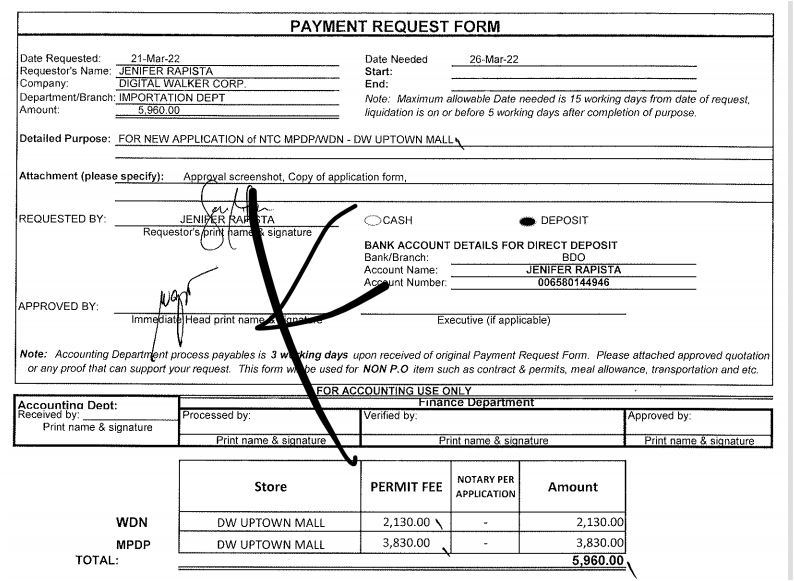 PAYMENT REQUEST FORM
Date Requested: 21-Mar-22 Date Needed 26-Mar-22
Requestor's Name: JENIFER RAPISTA Start:
Company: DIGITAL WALKER CORP. End:
Department/Branch: IMPORTATION DEPT Note: Maximum allowable Date needed is 15 working days from date of request,
Amount: 5,960.00 liquidation is on or before 5 working days after completion of purpose.
Detailed Purpose: FOR NEW APPLICATION of NTC MPDP/WDN - DW UPTOWN MALL
Attachment (please specify): Approval screenshot, Copy of application form,
REQUESTED BY: JENIFER RAPISTA CASH DEPOSIT
Requestor's print name & signature
BANK ACCOUNT DETAILS FOR DIRECT DEPOSIT
Bank/Branch: BDO
Account Name: JENIFER RAPISTA
Account Number: 006580144946
APPROVED BY:
Immediate Head print name & signature Executive (if applicable)
Note: Accounting Department process payables is 3 working days upon received of original Payment Request Form. Please attached approved quotation
or any proof that can support your request. This form will be used for NON P.O item such as contract & permits, meal allowance, transportation and etc.
FOR ACCOUNTING USE ONLY
Accounting Dept: Finance Department
Received by: Processed by: Verified by: Approved by:
Print name & signature Print name & signature Print name & signature Print name & signature
Store PERMIT FEE NOTARY PER APPLICATION Amount
WDN DW UPTOWN MALL 2,130.00 - 2,130.00
MPDP DW UPTOWN MALL 3,830.00 - 3,830.00
TOTAL: 5,960.00